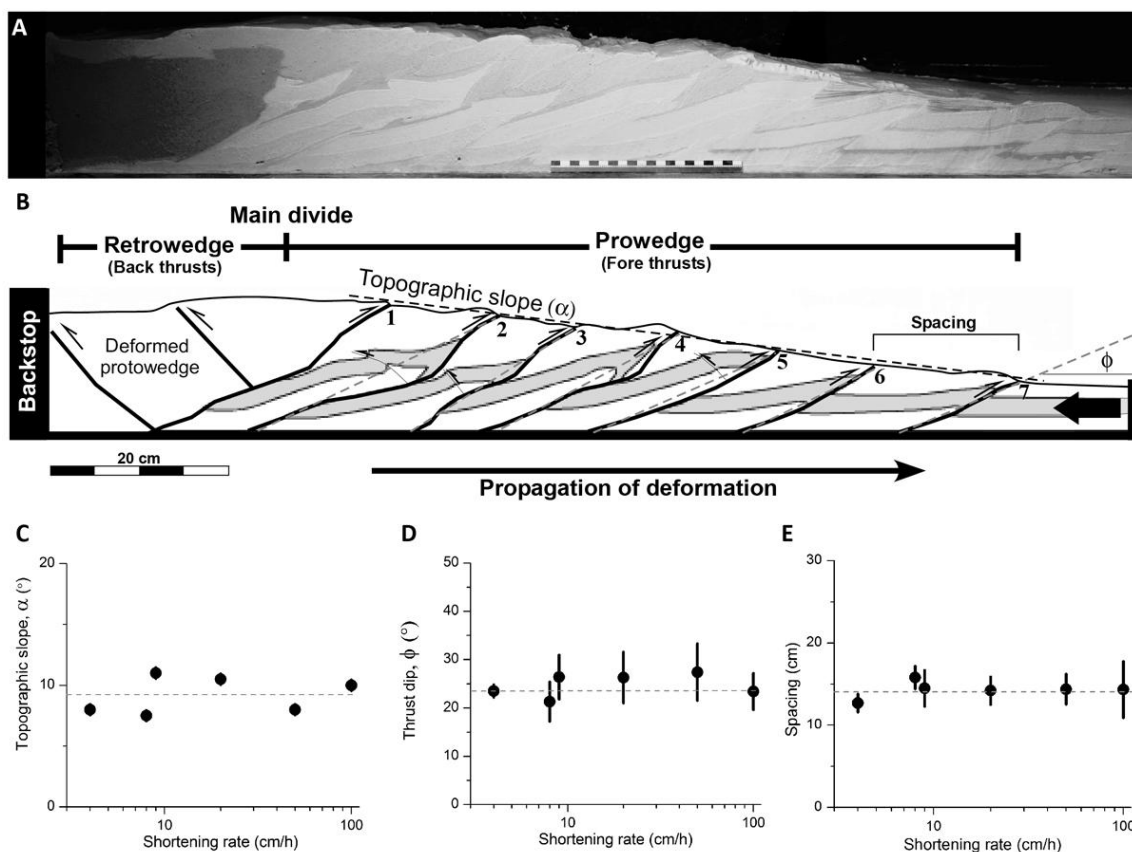 A
B
Main divide
Retrowedge
(Back thrusts)
Prowedge
(Fore thrusts)
Backstop
Topographic slope (α)
Deformed
protowedge
1
2
3
4
5
6
7
Spacing
ϕ
20 cm
Propagation of deformation
C
Topographic slope, α (°)
20
10
0
10
100
Shortening rate (cm/h)
D
Thrust dip, ϕ (°)
50
40
30
20
10
0
10
100
Shortening rate (cm/h)
E
Spacing (cm)
30
20
10
0
10
100
Shortening rate (cm/h)